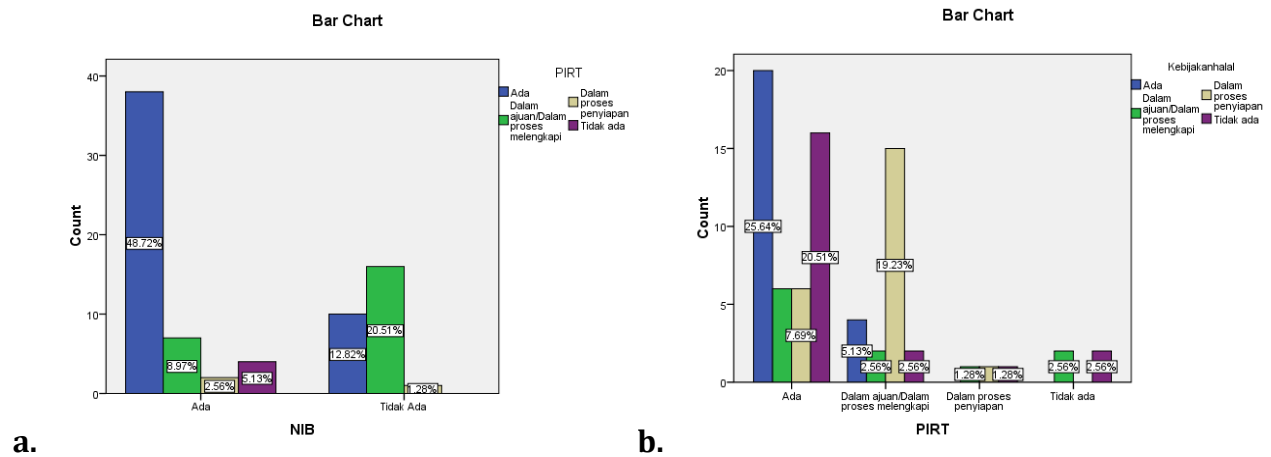 Bar Chart
PIRT
Ada
Dalam ajuan/Dalam proses melengkapi
Dalam proses penyiapan
Tidak ada
Count
40
30
20
10
0
48.72%
8.97%
2.56%
5.13%
12.82%
20.51%
1.28%
Ada
Tidak Ada
NIB
a.
Bar Chart
Kebijakanhalal
Ada
Dalam ajuan/Dalam proses melengkapi
Dalam proses penyiapan
Tidak ada
Count
20
15
10
5
0
25.64%
7.69%
20.51%
5.13%
2.56%
19.23%
2.56%
1.28%
1.28%
2.56%
2.56%
Ada
Dalam ajuan/Dalam
proses melengkapi
Dalam proses
penyiapan
Tidak ada
PIRT
b.